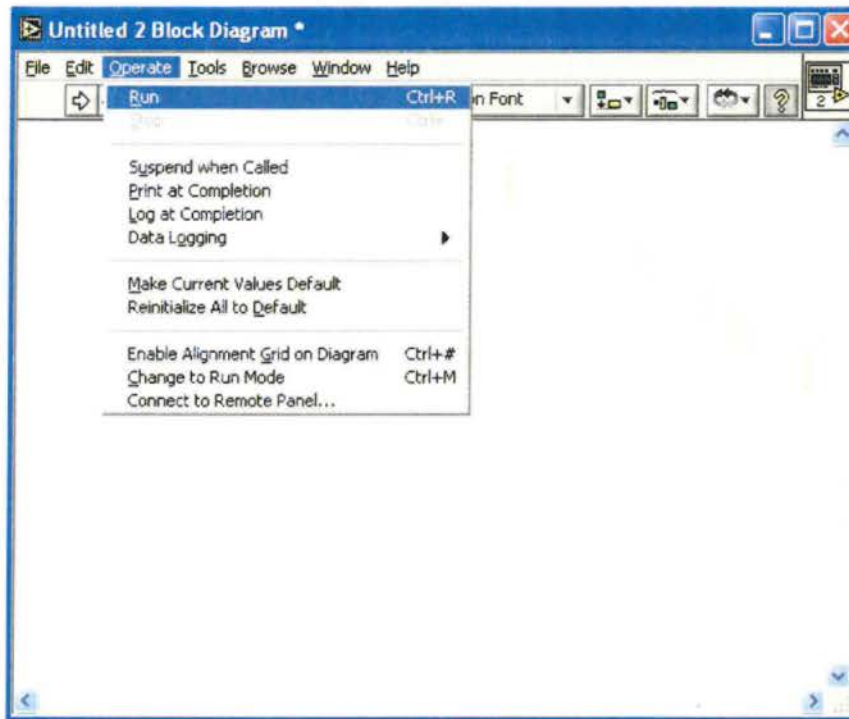 Untitled 2 Block Diagram *
File Edit Operate Tools Browse Window Help
Run Ctrl+R n Font
Stop
Suspend when Called
Print at Completion
Log at Completion
Data Logging
Make Current Values Default
Reinitialize All to Default
Enable Alignment Grid on Diagram Ctrl+#
Change to Run Mode Ctrl+M
Connect to Remote Panel...
2